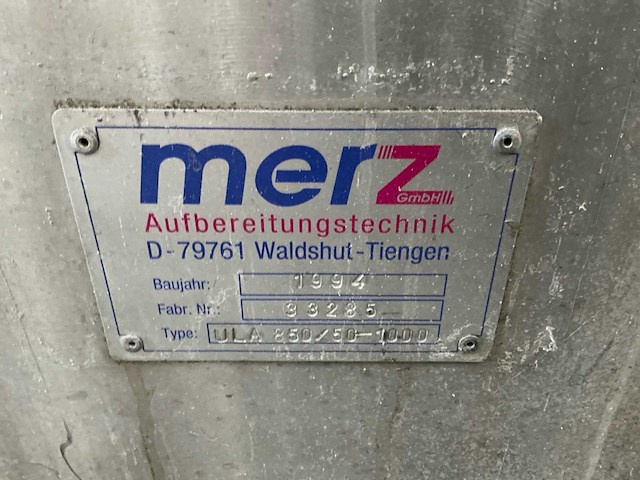 merz
GmbH
Aufbereitungstechnik
D-79761 Waldshut-Tiengen
Baujahr: 1994
Fabr. Nr.: 33285
Type: ULA 850/50-1000